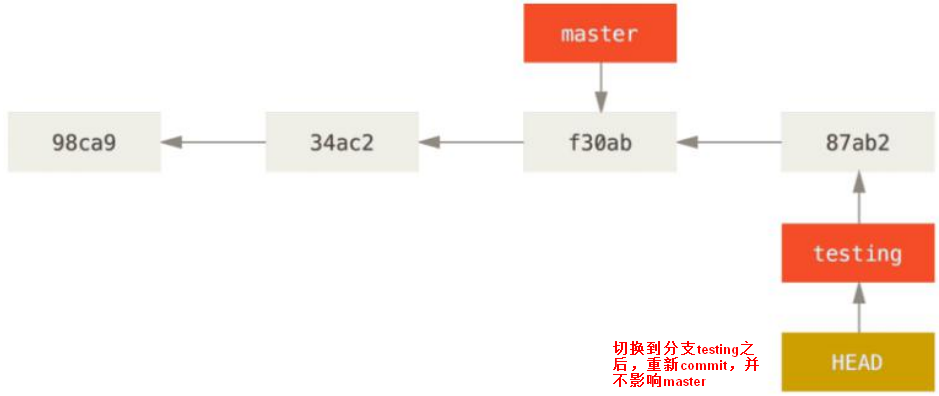 master
98ca9
34ac2
f30ab
87ab2
testing
切换到分支testing之
后，重新commit，并
不影响master
HEAD